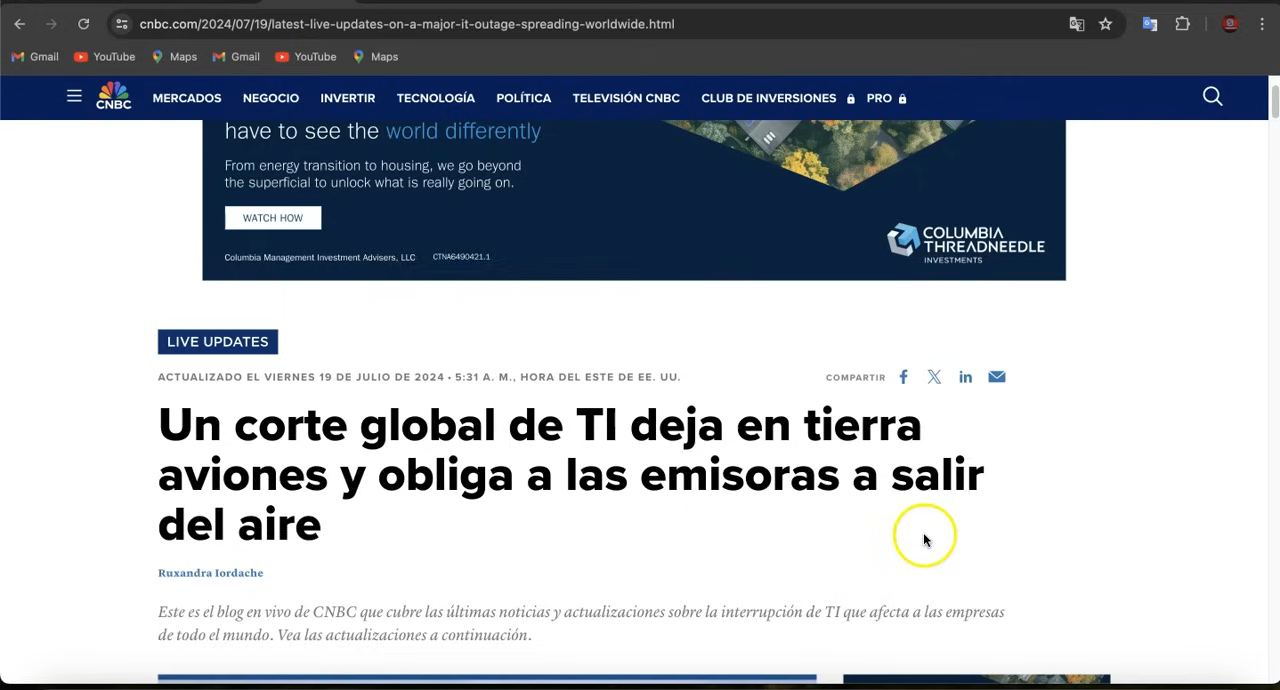 cnbc.com/2024/07/19/latest-live-updates-on-a-major-it-outage-spreading-worldwide.html
Gmail YouTube Maps Gmail YouTube Maps
CNBC MERCADOS NEGOCIO INVERTIR TECNOLOGÍA POLÍTICA TELEVISIÓN CNBC CLUB DE INVERSIONES PRO
have to see the world differently
From energy transition to housing, we go beyond
the superficial to unlock what is really going on.
WATCH HOW
COLUMBIA
THREADNEEDLE
INVESTMENTS
Columbia Management Investment Advisers, LLC CTNA6490421.1
LIVE UPDATES
ACTUALIZADO EL VIERNES 19 DE JULIO DE 2024 • 5:31 A. M., HORA DEL ESTE DE EE. UU.
COMPARTIR
Un corte global de TI deja en tierra
aviones y obliga a las emisoras a salir
del aire
Ruxandra Iordache
Este es el blog en vivo de CNBC que cubre las últimas noticias y actualizaciones sobre la interrupción de TI que afecta a las empresas
de todo el mundo. Vea las actualizaciones a continuación.